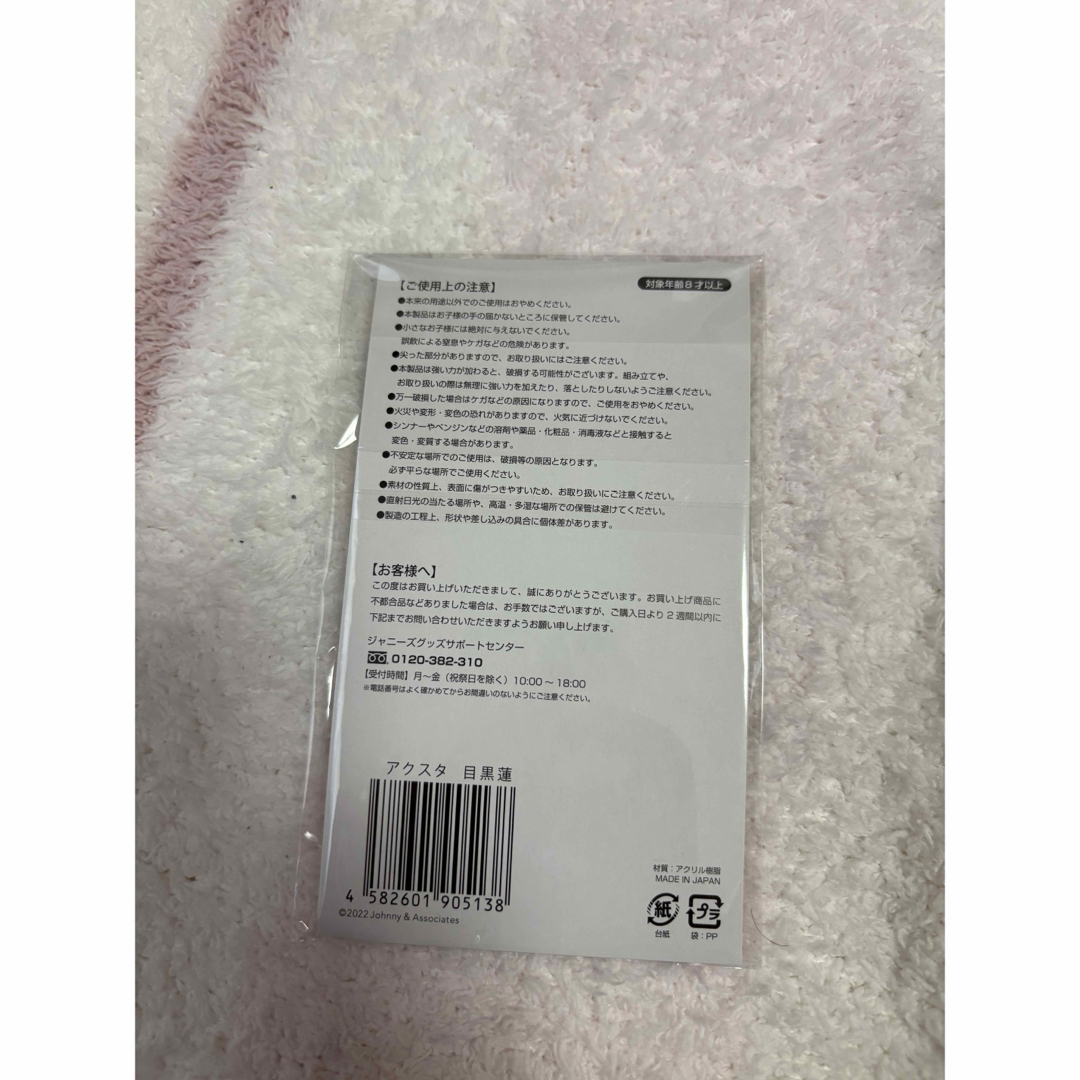 【ご使用上の注意】
対象年齢8才以上
●本来の用途以外でのご使用はおやめください。
●本製品はお子様の手の届かないところに保管してください。
●小さなお子様には絶対に与えないでください。
誤飲による窒息やケガなどの危険があります。
●尖った部分がありますので、お取り扱いにはご注意ください。
●本製品は強い力が加わると、破損する可能性がございます。組み立てや、
お取り扱いの際は無理に強い力を加えたり、落としたりしないようご注意ください。
●万一破損した場合はケガなどの原因になりますので、ご使用をおやめください。
●火災や変形・変色の恐れがありますので、火気に近づけないでください。
●シンナーやベンジンなどの溶剤や薬品・化粧品・消毒液などと接触すると
変色・変質する場合があります。
●不安定な場所でのご使用は、破損等の原因となります。
必ず平らな場所でご使用ください。
●素材の性質上、表面に傷がつきやすいため、お取り扱いにご注意ください。
●直射日光の当たる場所や、高温・多湿な場所での保管は避けてください。
●製造の工程上、形状や差し込みの具合に個体差があります。
【お客様へ】
この度はお買い上げいただきまして、誠にありがとうございます。お買い上げ商品に
不都合品などありました場合は、お手数ではございますが、ご購入日より2週間以内に
下記までお問い合わせいただきますようお願い申し上げます。
ジャニーズグッズサポートセンター
0120-382-310
【受付時間】月〜金（祝祭日を除く）10:00〜18:00
※電話番号はよく確かめてからお間違いのないようにご注意ください。
アクスタ 目黒蓮
4 582601 905138
©2022 Johnny & Associates
材質：アクリル樹脂
MADE IN JAPAN
紙 プラ
台紙 袋：PP